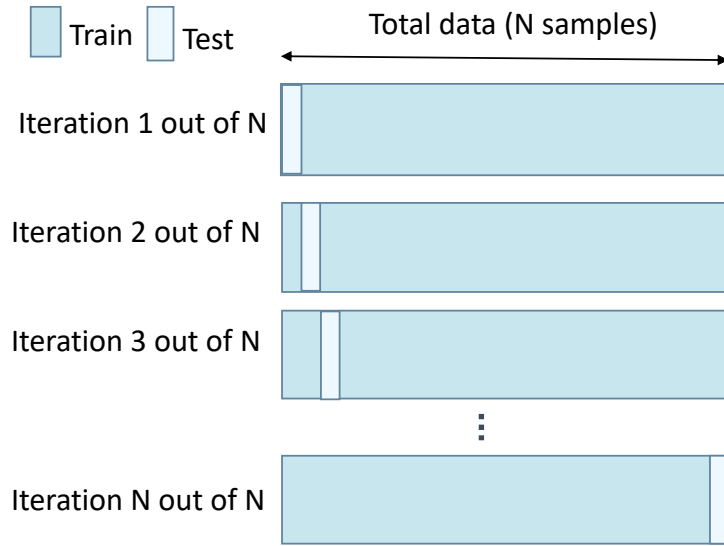 Train Test
Total data (N samples)
Iteration 1 out of N
Iteration 2 out of N
Iteration 3 out of N
Iteration N out of N